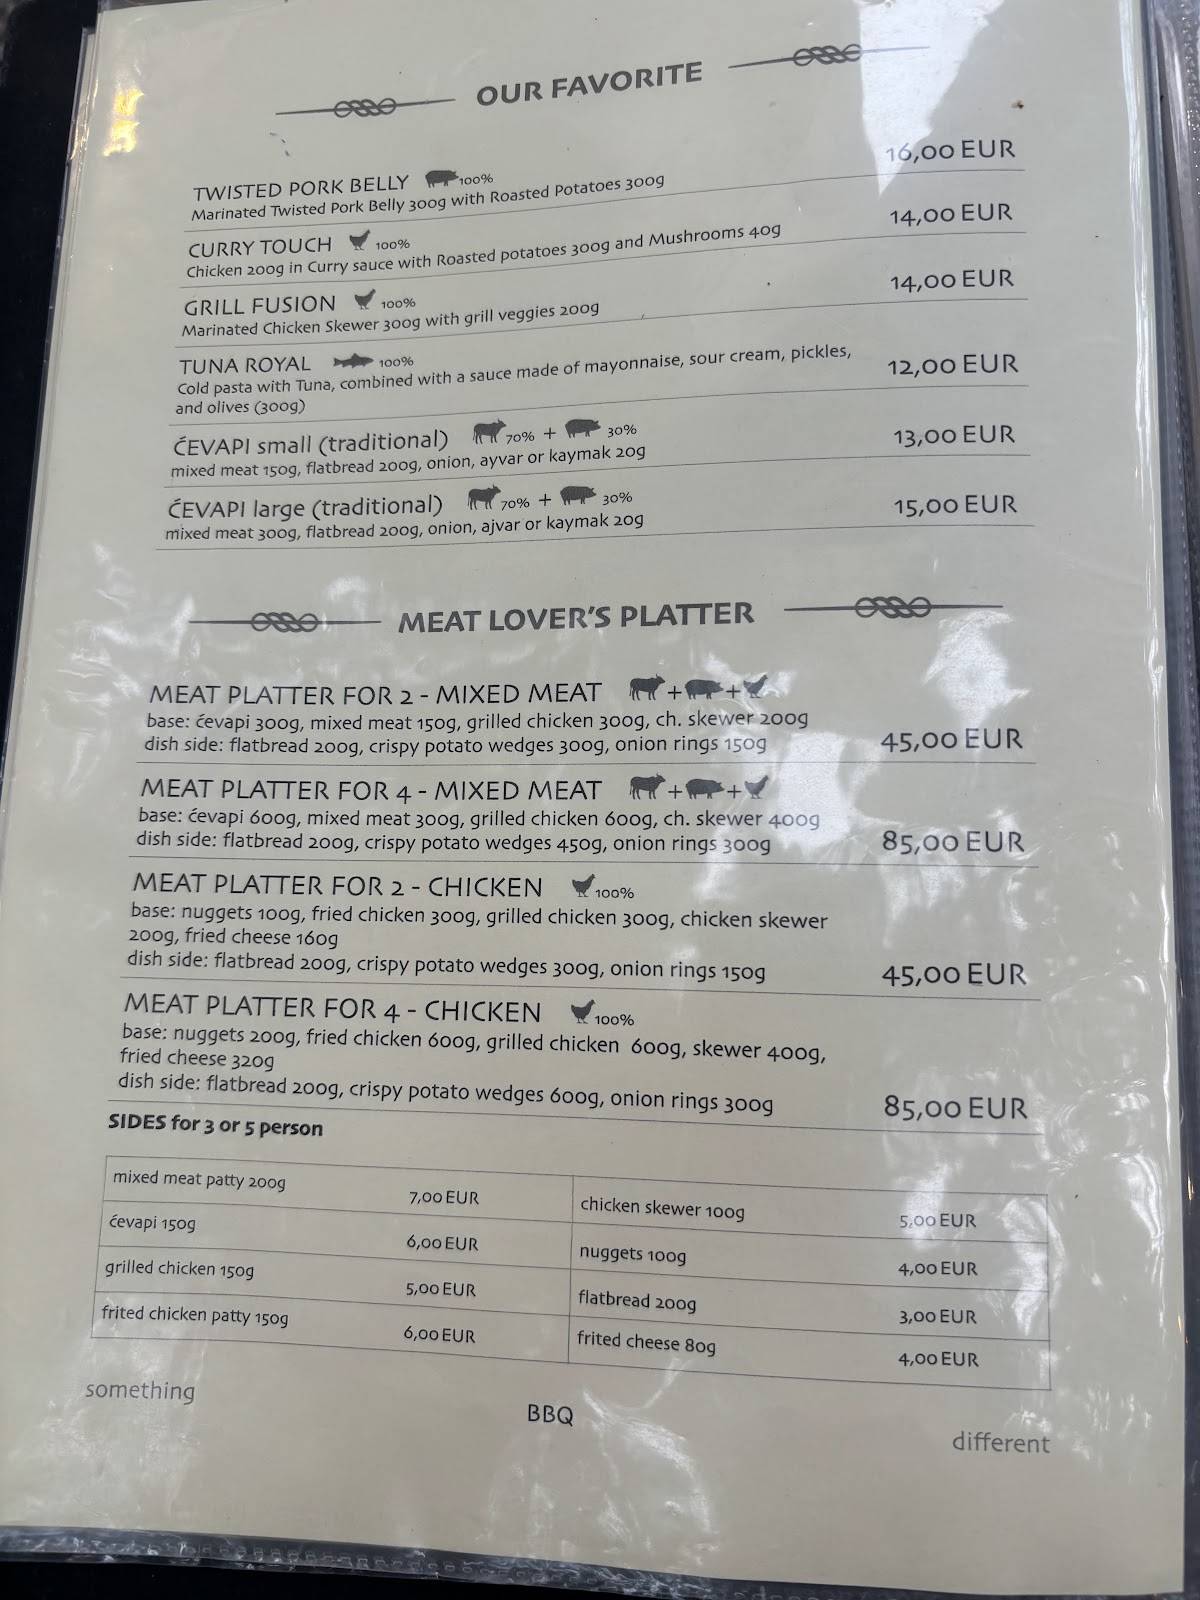 OUR FAVORITE
TWISTED PORK BELLY 100%
Marinated Twisted Pork Belly 300g with Roasted Potatoes 300g
16,00 EUR
CURRY TOUCH 100%
Chicken 200g in Curry sauce with Roasted potatoes 300g and Mushrooms 40g
14,00 EUR
GRILL FUSION 100%
Marinated Chicken Skewer 300g with grill veggies 200g
14,00 EUR
TUNA ROYAL 100%
Cold pasta with Tuna, combined with a sauce made of mayonnaise, sour cream, pickles,
and olives (300g)
12,00 EUR
ĆEVAPI small (traditional) 70% + 30%
mixed meat 150g, flatbread 200g, onion, ayvar or kaymak 20g
13,00 EUR
ĆEVAPI large (traditional) 70% + 30%
mixed meat 300g, flatbread 200g, onion, ajvar or kaymak 20g
15,00 EUR
MEAT LOVER'S PLATTER
MEAT PLATTER FOR 2 - MIXED MEAT + +
base: ćevapi 300g, mixed meat 150g, grilled chicken 300g, ch. skewer 200g
dish side: flatbread 200g, crispy potato wedges 300g, onion rings 150g
45,00 EUR
MEAT PLATTER FOR 4 - MIXED MEAT + +
base: ćevapi 600g, mixed meat 300g, grilled chicken 600g, ch. skewer 400g
dish side: flatbread 200g, crispy potato wedges 450g, onion rings 300g
85,00 EUR
MEAT PLATTER FOR 2 - CHICKEN 100%
base: nuggets 100g, fried chicken 300g, grilled chicken 300g, chicken skewer
200g, fried cheese 160g
dish side: flatbread 200g, crispy potato wedges 300g, onion rings 150g
45,00 EUR
MEAT PLATTER FOR 4 - CHICKEN 100%
base: nuggets 200g, fried chicken 600g, grilled chicken 600g, skewer 400g,
fried cheese 320g
dish side: flatbread 200g, crispy potato wedges 600g, onion rings 300g
85,00 EUR
SIDES for 3 or 5 person
mixed meat patty 200g 7,00 EUR
chicken skewer 100g 5,00 EUR
ćevapi 150g 6,00 EUR
nuggets 100g 4,00 EUR
grilled chicken 150g 5,00 EUR
flatbread 200g 3,00 EUR
frited chicken patty 150g 6,00 EUR
frited cheese 80g 4,00 EUR
something
BBQ
different